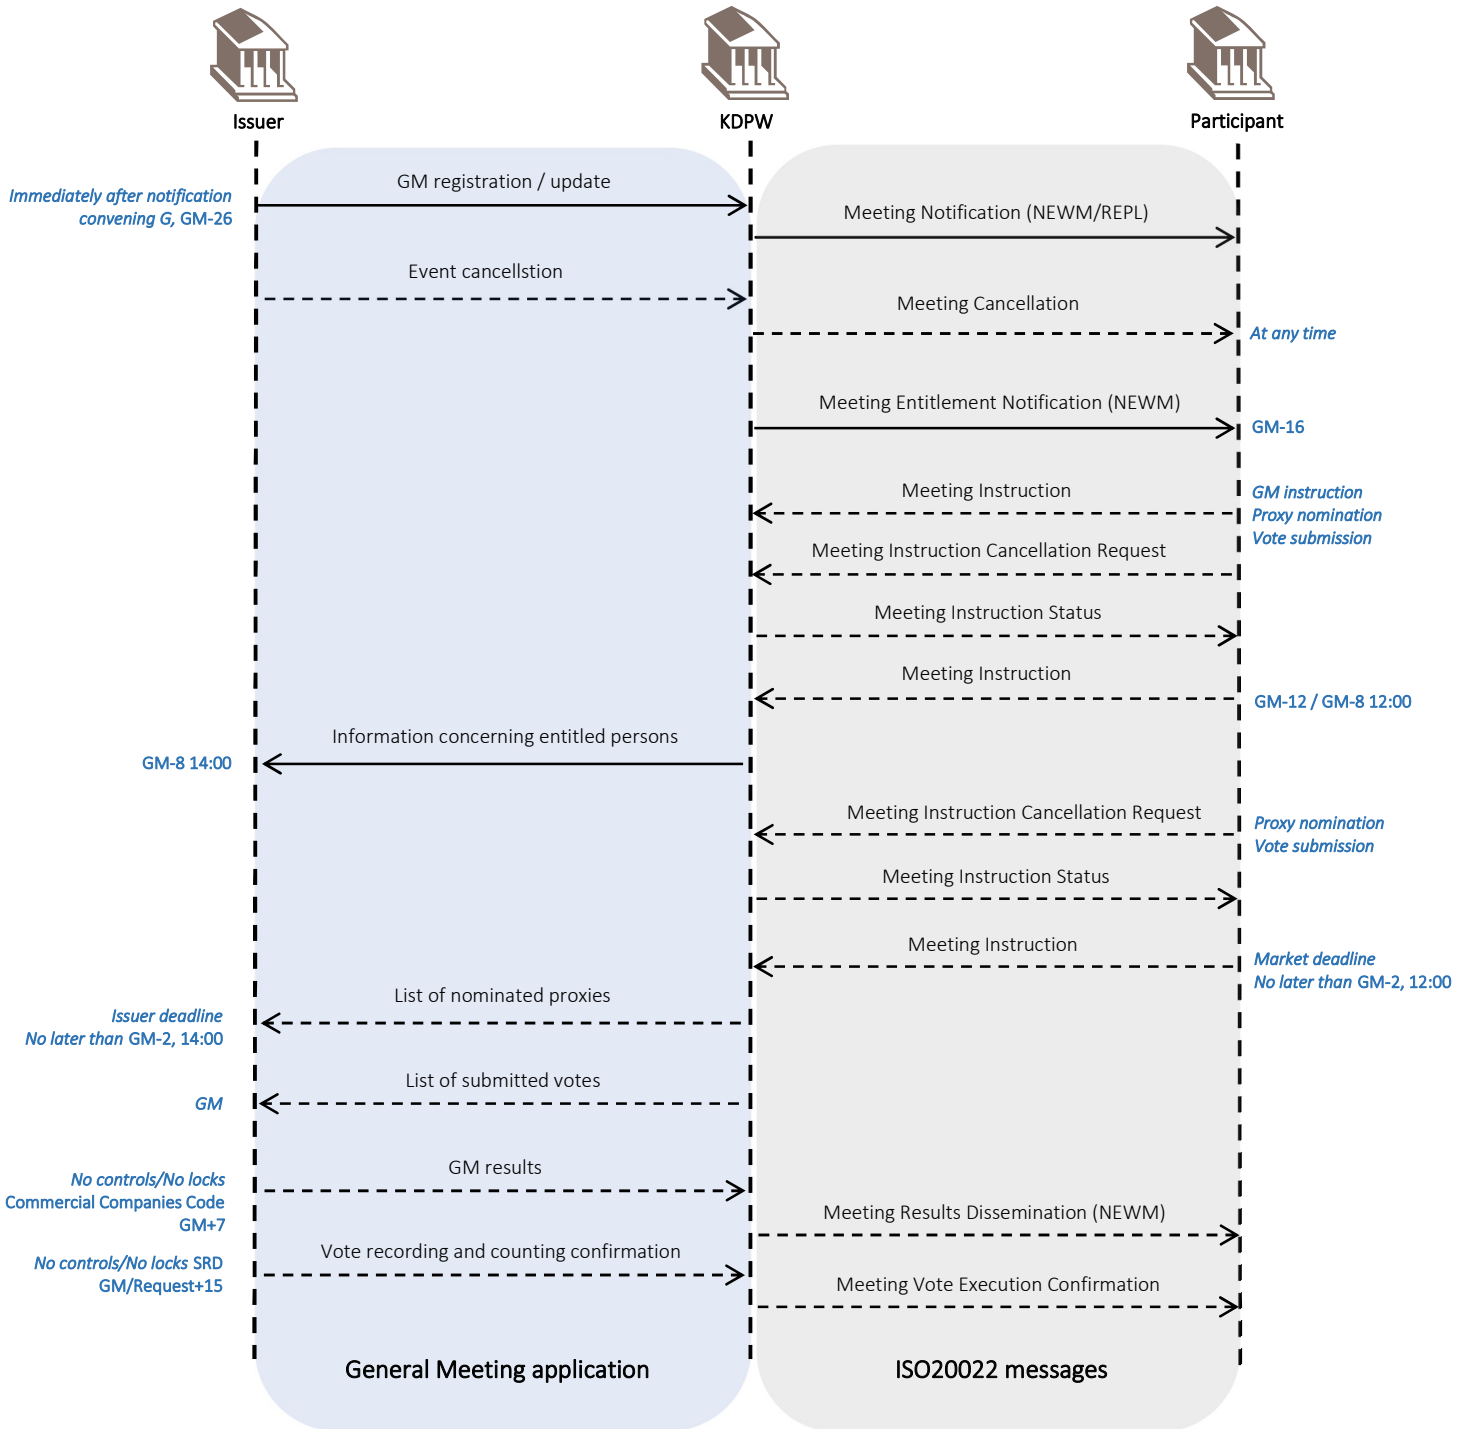 Issuer
KDPW
Participant
GM registration / update
Immediately after notification
convening G, GM-26
Meeting Notification (NEWM/REPL)
Event cancellstion
Meeting Cancellation
At any time
Meeting Entitlement Notification (NEWM)
GM-16
Meeting Instruction
GM instruction
Proxy nomination
Vote submission
Meeting Instruction Cancellation Request
Meeting Instruction Status
Meeting Instruction
GM-12 / GM-8 12:00
Information concerning entitled persons
GM-8 14:00
Meeting Instruction Cancellation Request
Proxy nomination
Vote submission
Meeting Instruction Status
Meeting Instruction
Market deadline
No later than GM-2, 12:00
List of nominated proxies
Issuer deadline
No later than GM-2, 14:00
List of submitted votes
GM
GM results
No controls/No locks
Commercial Companies Code
GM+7
Meeting Results Dissemination (NEWM)
Vote recording and counting confirmation
No controls/No locks SRD
GM/Request+15
Meeting Vote Execution Confirmation
General Meeting application
ISO20022 messages